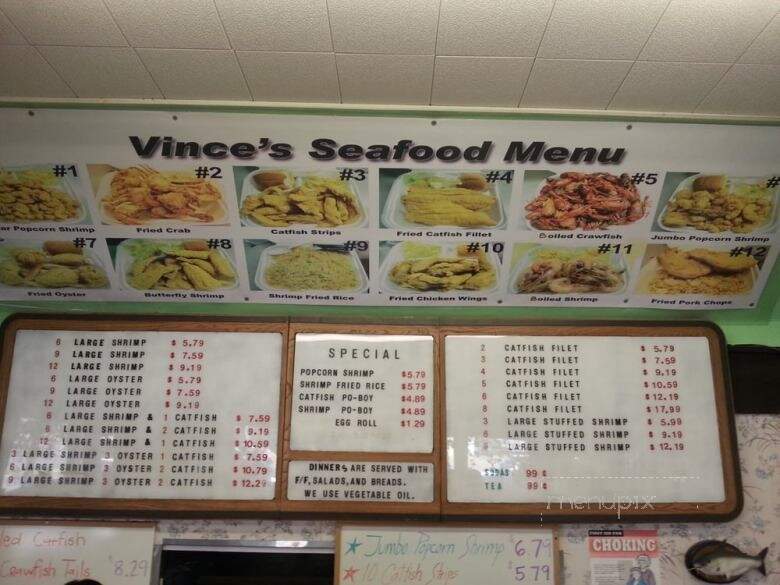 Vince's Seafood Menu
#1 #2 #3 #4 #5
Popcorn Shrimp Fried Crab Catfish Strips Fried Catfish Fillet Boiled Crawfish Jumbo Popcorn Shrimp
#7 #8 #9 #10 #11 #12
Fried Oyster Butterfly Shrimp Shrimp Fried Rice Fried Chicken Wings Boiled Shrimp Fried Pork Chops
6 LARGE SHRIMP $ 5.79
9 LARGE SHRIMP $ 7.59
12 LARGE SHRIMP $ 9.19
6 LARGE OYSTER $ 5.79
9 LARGE OYSTER $ 7.59
12 LARGE OYSTER $ 9.19
6 LARGE SHRIMP & 1 CATFISH $ 7.59
6 LARGE SHRIMP & 2 CATFISH $ 9.19
12 LARGE SHRIMP & 1 CATFISH $ 10.59
3 LARGE SHRIMP 3 OYSTER 1 CATFISH $ 7.59
6 LARGE SHRIMP 3 OYSTER 2 CATFISH $ 10.79
9 LARGE SHRIMP 3 OYSTER 2 CATFISH $ 12.29
SPECIAL
POPCORN SHRIMP $5.79
SHRIMP FRIED RICE $5.79
CATFISH PO-BOY $4.89
SHRIMP PO-BOY $4.89
EGG ROLL $1.29
DINNERS ARE SERVED WITH
F/F, SALADS, AND BREADS.
WE USE VEGETABLE OIL.
2 CATFISH FILET $ 5.79
3 CATFISH FILET $ 7.59
4 CATFISH FILET $ 9.19
5 CATFISH FILET $ 10.59
6 CATFISH FILET $ 12.19
8 CATFISH FILET $ 17.99
3 LARGE STUFFED SHRIMP $ 5.99
6 LARGE STUFFED SHRIMP $ 9.19
LARGE STUFFED SHRIMP $ 12.19
SODAS 99 ¢
TEA 99 ¢
menupix
Catfish
Crawfish Tails $8.29
Jumbo Popcorn Shrimp $6.79
10 Catfish Strips $5.79
CHOKING